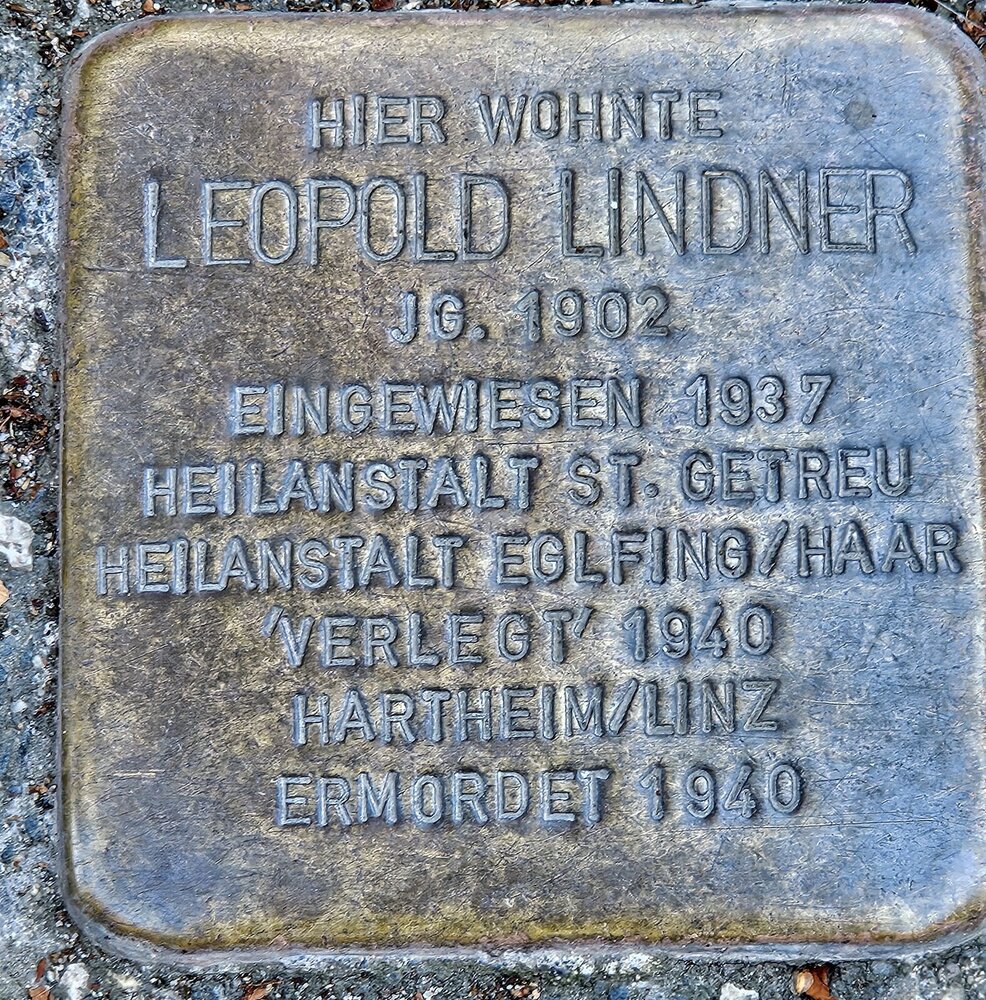 HIER WOHNTE
LEOPOLD LINDNER
JG. 1902
EINGEWIESEN 1937
HEILANSTALT ST. GETREU
HEILANSTALT EGLFING/HAAR
'VERLEGT' 1940
HARTHEIM/LINZ
ERMORDET 1940